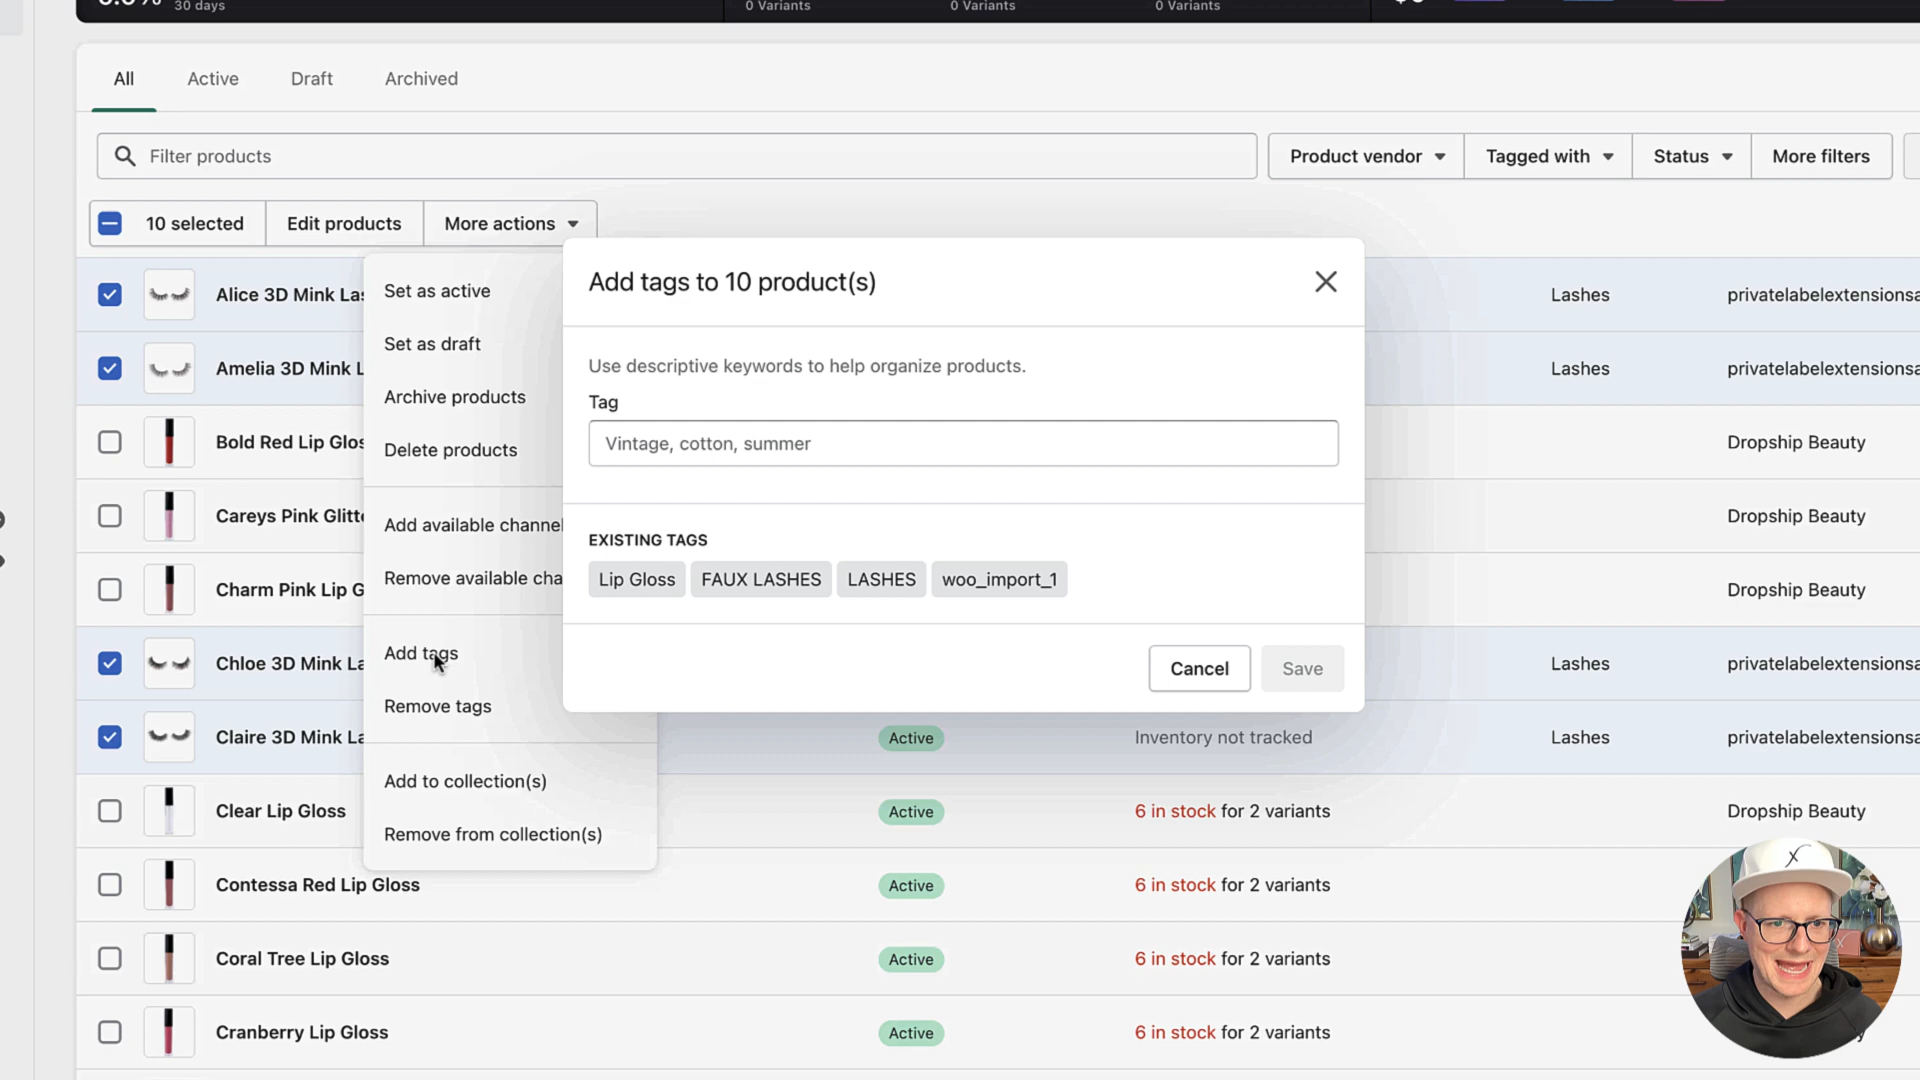 30 days
0 Variants
0 Variants
0 Variants
All
Active
Draft
Archived
Filter products
Product vendor
Tagged with
Status
More filters
10 selected
Edit products
More actions
Add tags to 10 product(s)
Use descriptive keywords to help organize products.
Tag
Vintage, cotton, summer
EXISTING TAGS
Lip Gloss
FAUX LASHES
LASHES
woo_import_1
Cancel
Save
Set as active
Set as draft
Archive products
Delete products
Add available channel
Remove available cha
Add tags
Remove tags
Add to collection(s)
Remove from collection(s)
Alice 3D Mink Las
Lashes
privatelabelextensionsa
Amelia 3D Mink L
Lashes
privatelabelextensionsa
Bold Red Lip Glos
Dropship Beauty
Careys Pink Glitte
Dropship Beauty
Charm Pink Lip G
Dropship Beauty
Chloe 3D Mink La
Lashes
privatelabelextensionsa
Claire 3D Mink La
Active
Inventory not tracked
Lashes
privatelabelextensionsa
Clear Lip Gloss
Active
6 in stock for 2 variants
Dropship Beauty
Contessa Red Lip Gloss
Active
6 in stock for 2 variants
Coral Tree Lip Gloss
Active
6 in stock for 2 variants
Cranberry Lip Gloss
Active
6 in stock for 2 variants